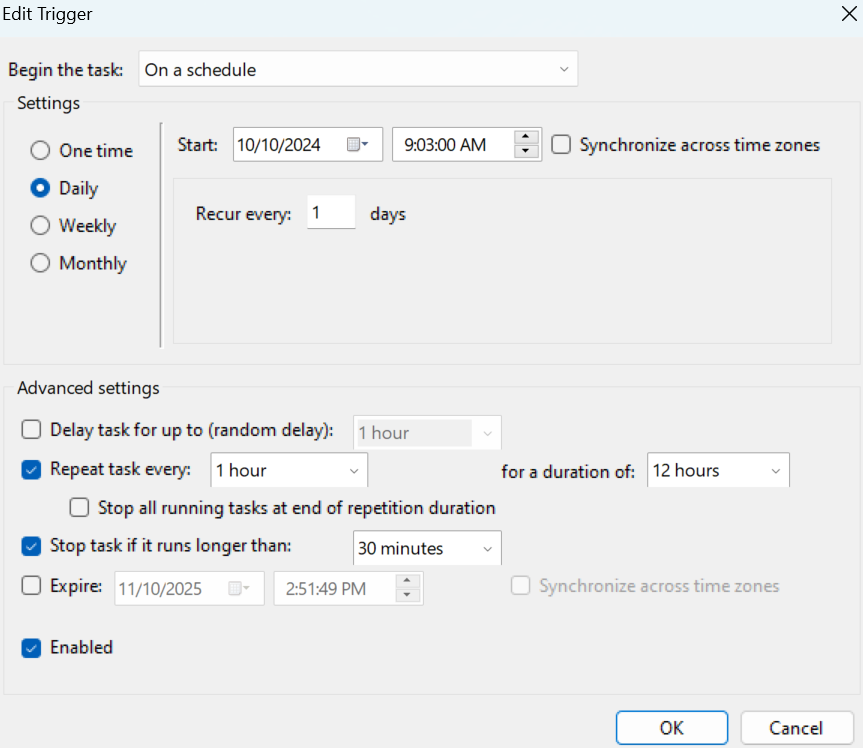 Edit Trigger
Begin the task: On a schedule
Settings
One time
Daily
Weekly
Monthly
Start: 10/10/2024 9:03:00 AM Synchronize across time zones
Recur every: 1 days
Advanced settings
Delay task for up to (random delay): 1 hour
Repeat task every: 1 hour for a duration of: 12 hours
Stop all running tasks at end of repetition duration
Stop task if it runs longer than: 30 minutes
Expire: 11/10/2025 2:51:49 PM Synchronize across time zones
Enabled
OK Cancel